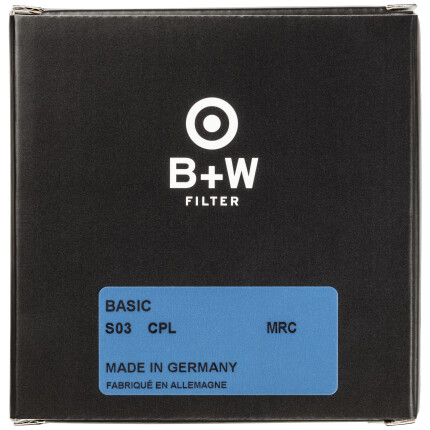 B+W
FILTER
BASIC
S03 CPL MRC
MADE IN GERMANY
FABRIQUÉ EN ALLEMAGNE